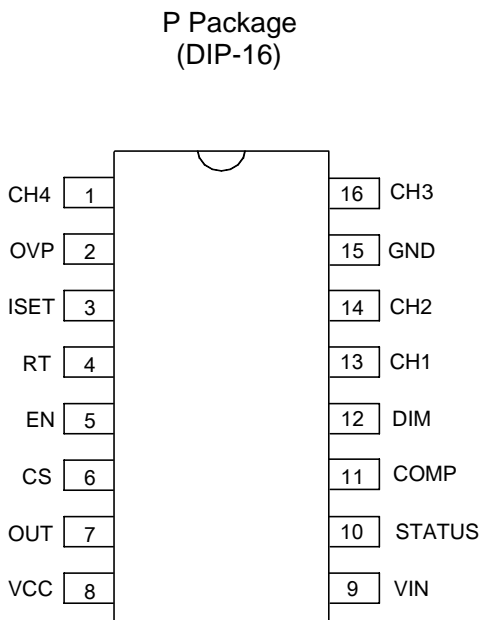 P Package
(DIP-16)
CH4 1 16 CH3
OVP 2 15 GND
ISET 3 14 CH2
RT 4 13 CH1
EN 5 12 DIM
CS 6 11 COMP
OUT 7 10 STATUS
VCC 8 9 VIN